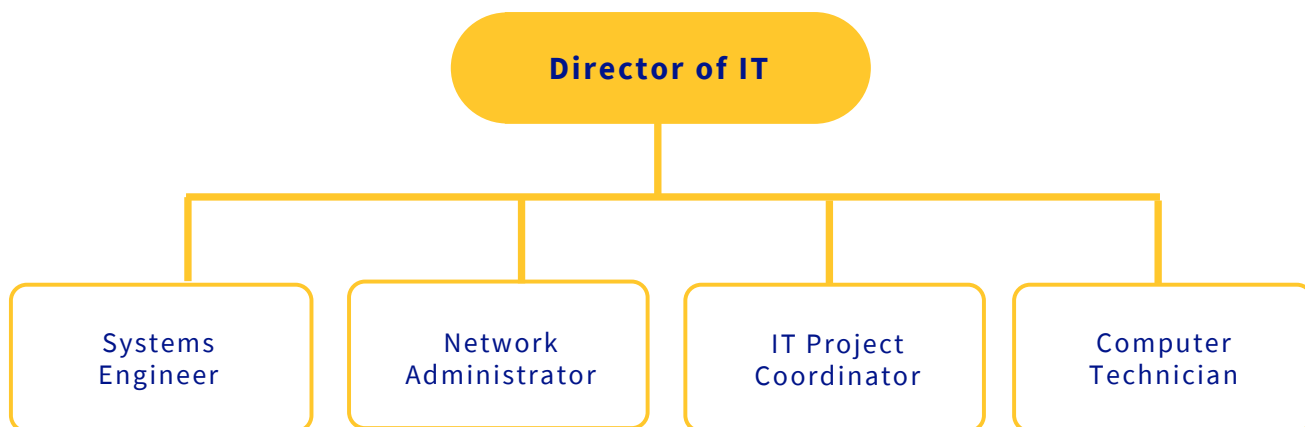 Director of IT
Systems
Engineer
Network
Administrator
IT Project
Coordinator
Computer
Technician